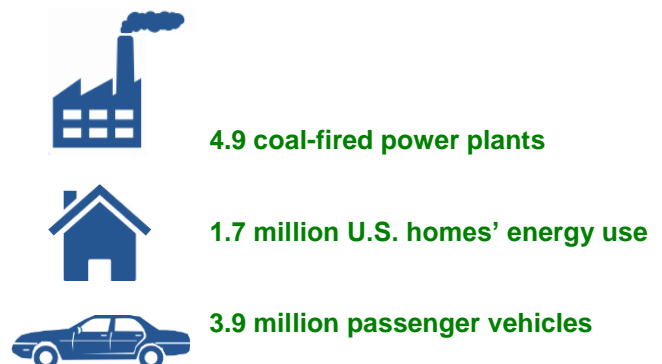 4.9 coal-fired power plants
1.7 million U.S. homes’ energy use
3.9 million passenger vehicles